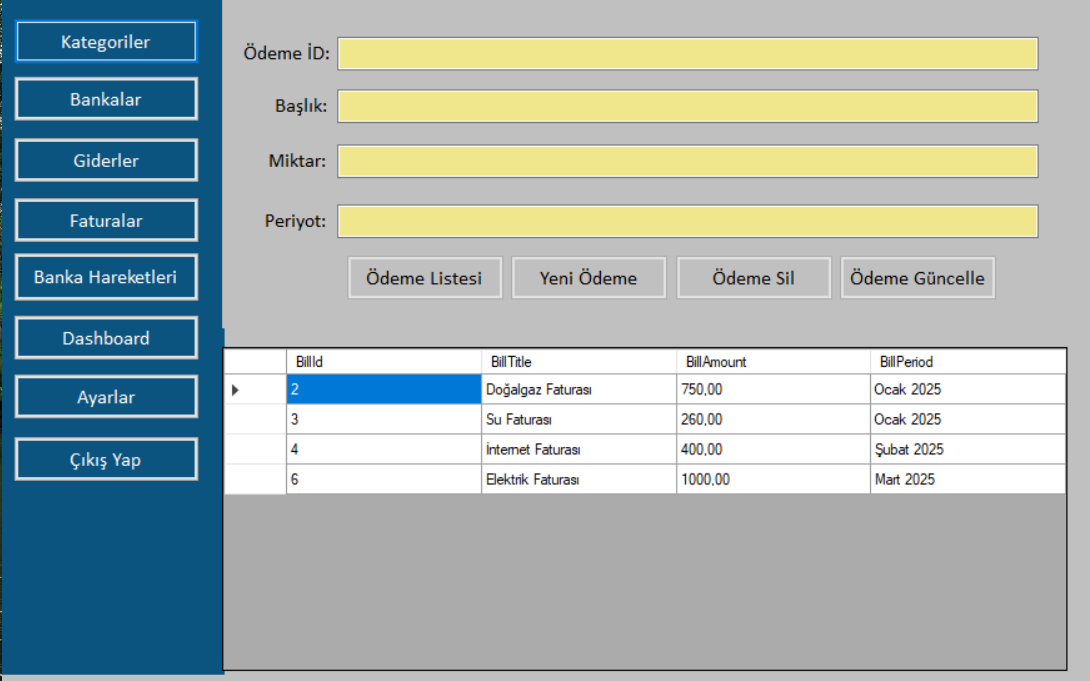 Kategoriler
Bankalar
Giderler
Faturalar
Banka Hareketleri
Dashboard
Ayarlar
Çıkış Yap
Ödeme İD:
Başlık:
Miktar:
Periyot:
Ödeme Listesi Yeni Ödeme Ödeme Sil Ödeme Güncelle
BillId BillTitle BillAmount BillPeriod
2 Doğalgaz Faturası 750,00 Ocak 2025
3 Su Faturası 260,00 Ocak 2025
4 İnternet Faturası 400,00 Şubat 2025
6 Elektrik Faturası 1000,00 Mart 2025